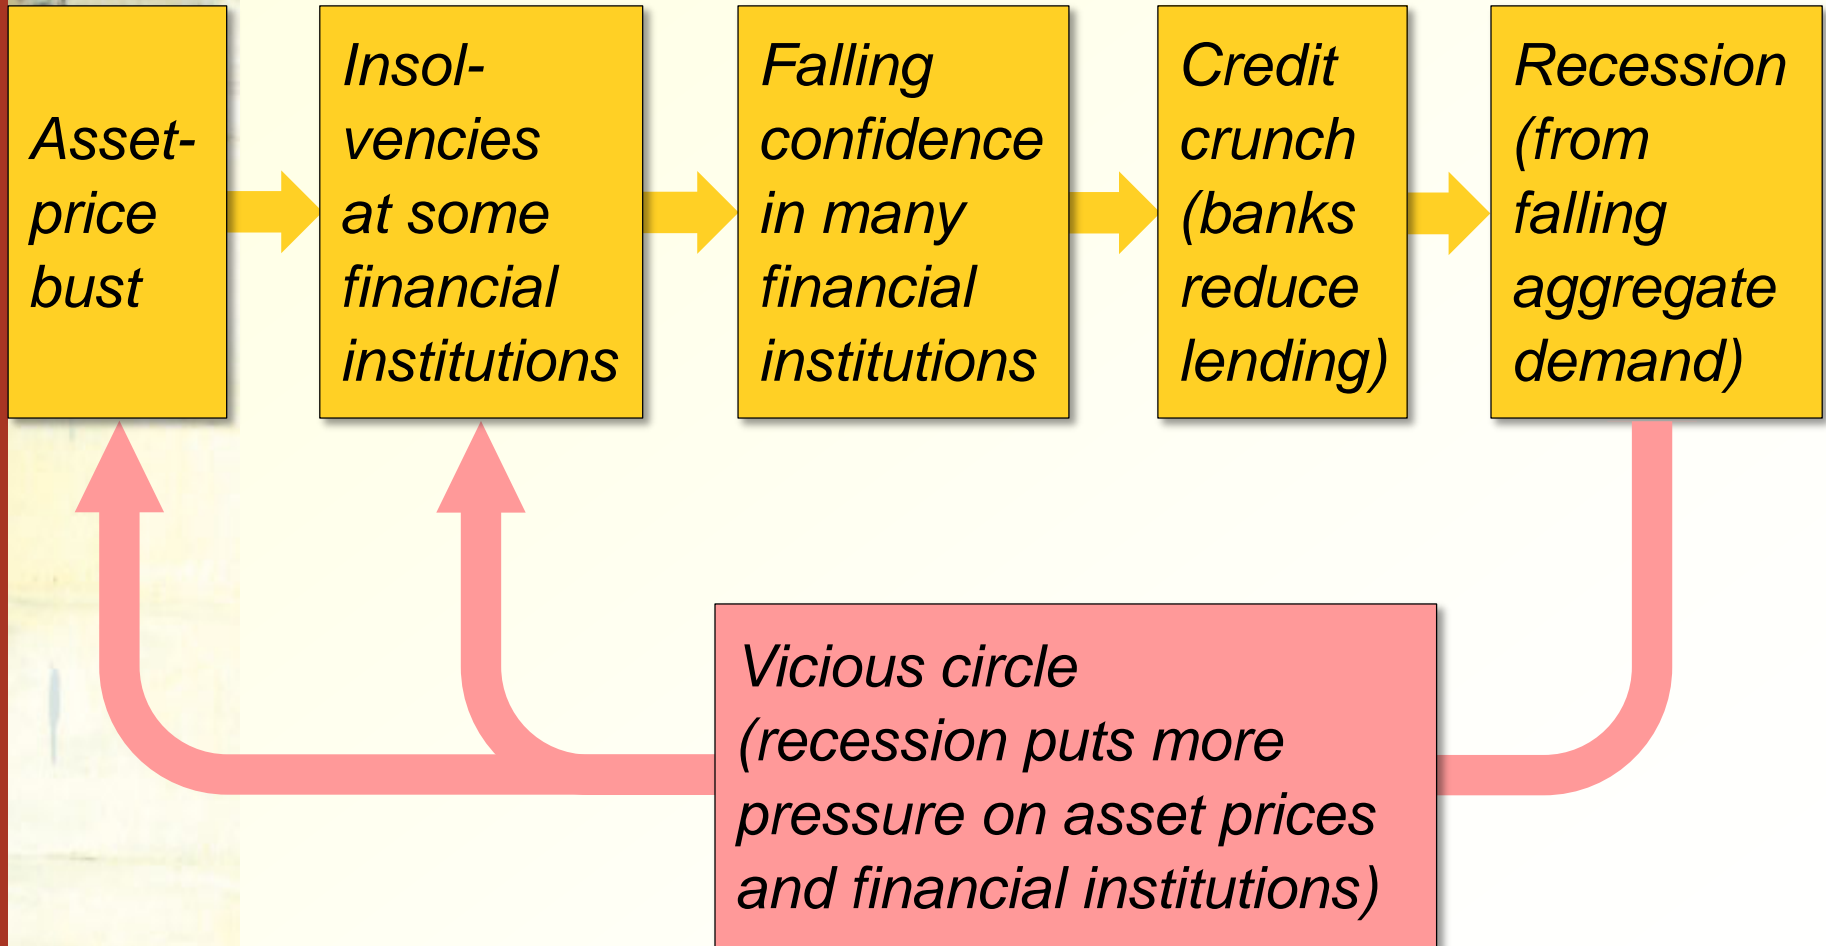 Asset-
price
bust
Insol-
vencies
at some
financial
institutions
Falling
confidence
in many
financial
institutions
Credit
crunch
(banks
reduce
lending)
Recession
(from
falling
aggregate
demand)
Vicious circle
(recession puts more
pressure on asset prices
and financial institutions)